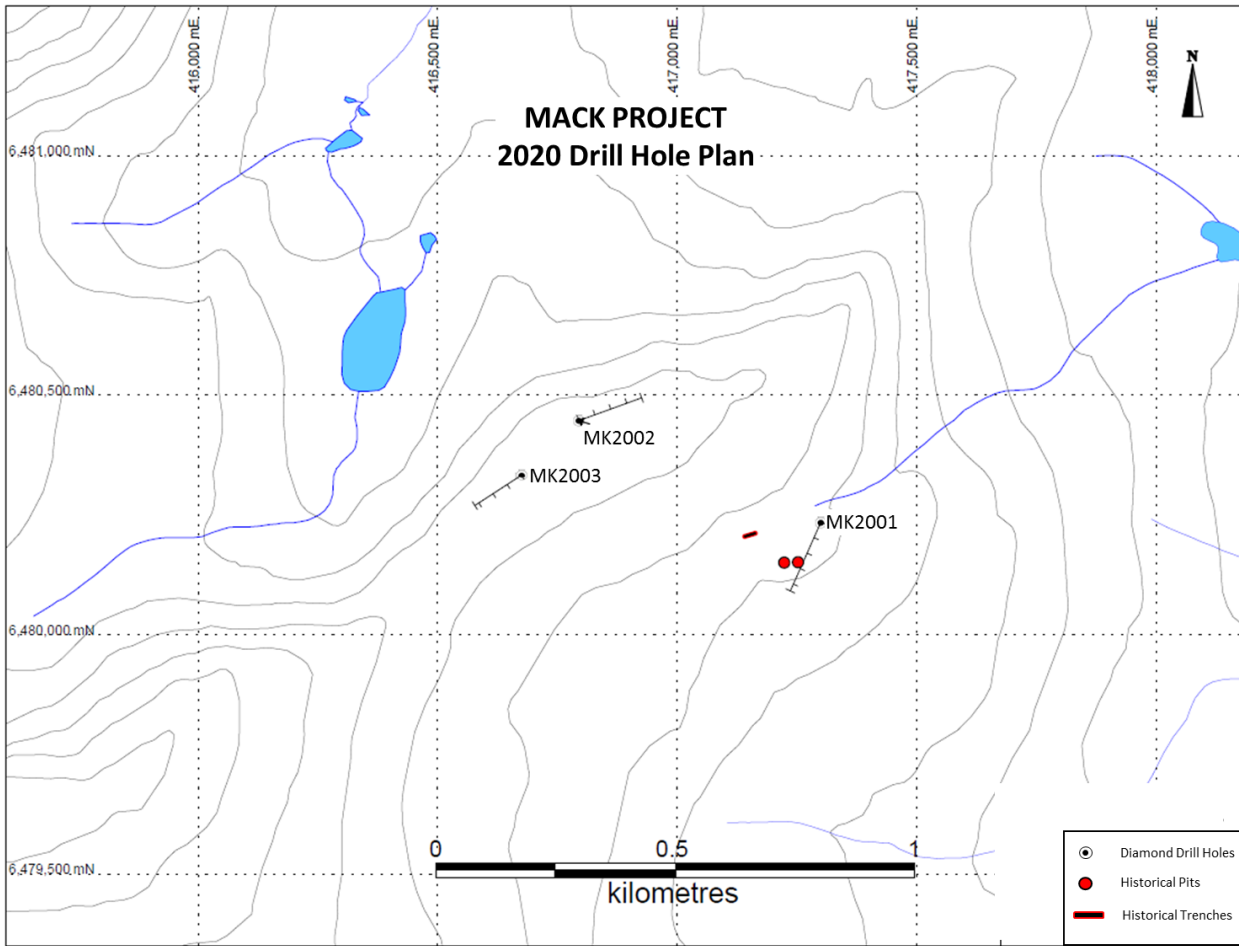 416,000 mE.
416,500 mE.
417,000 mE.
417,500 mE.
418,000 mE.
N
MACK PROJECT
2020 Drill Hole Plan
6,481,000 mN
6,480,500 mN
MK2002
MK2003
MK2001
6,480,000 mN
0 0.5 1
kilometres
6,479,500 mN
Diamond Drill Holes
Historical Pits
Historical Trenches